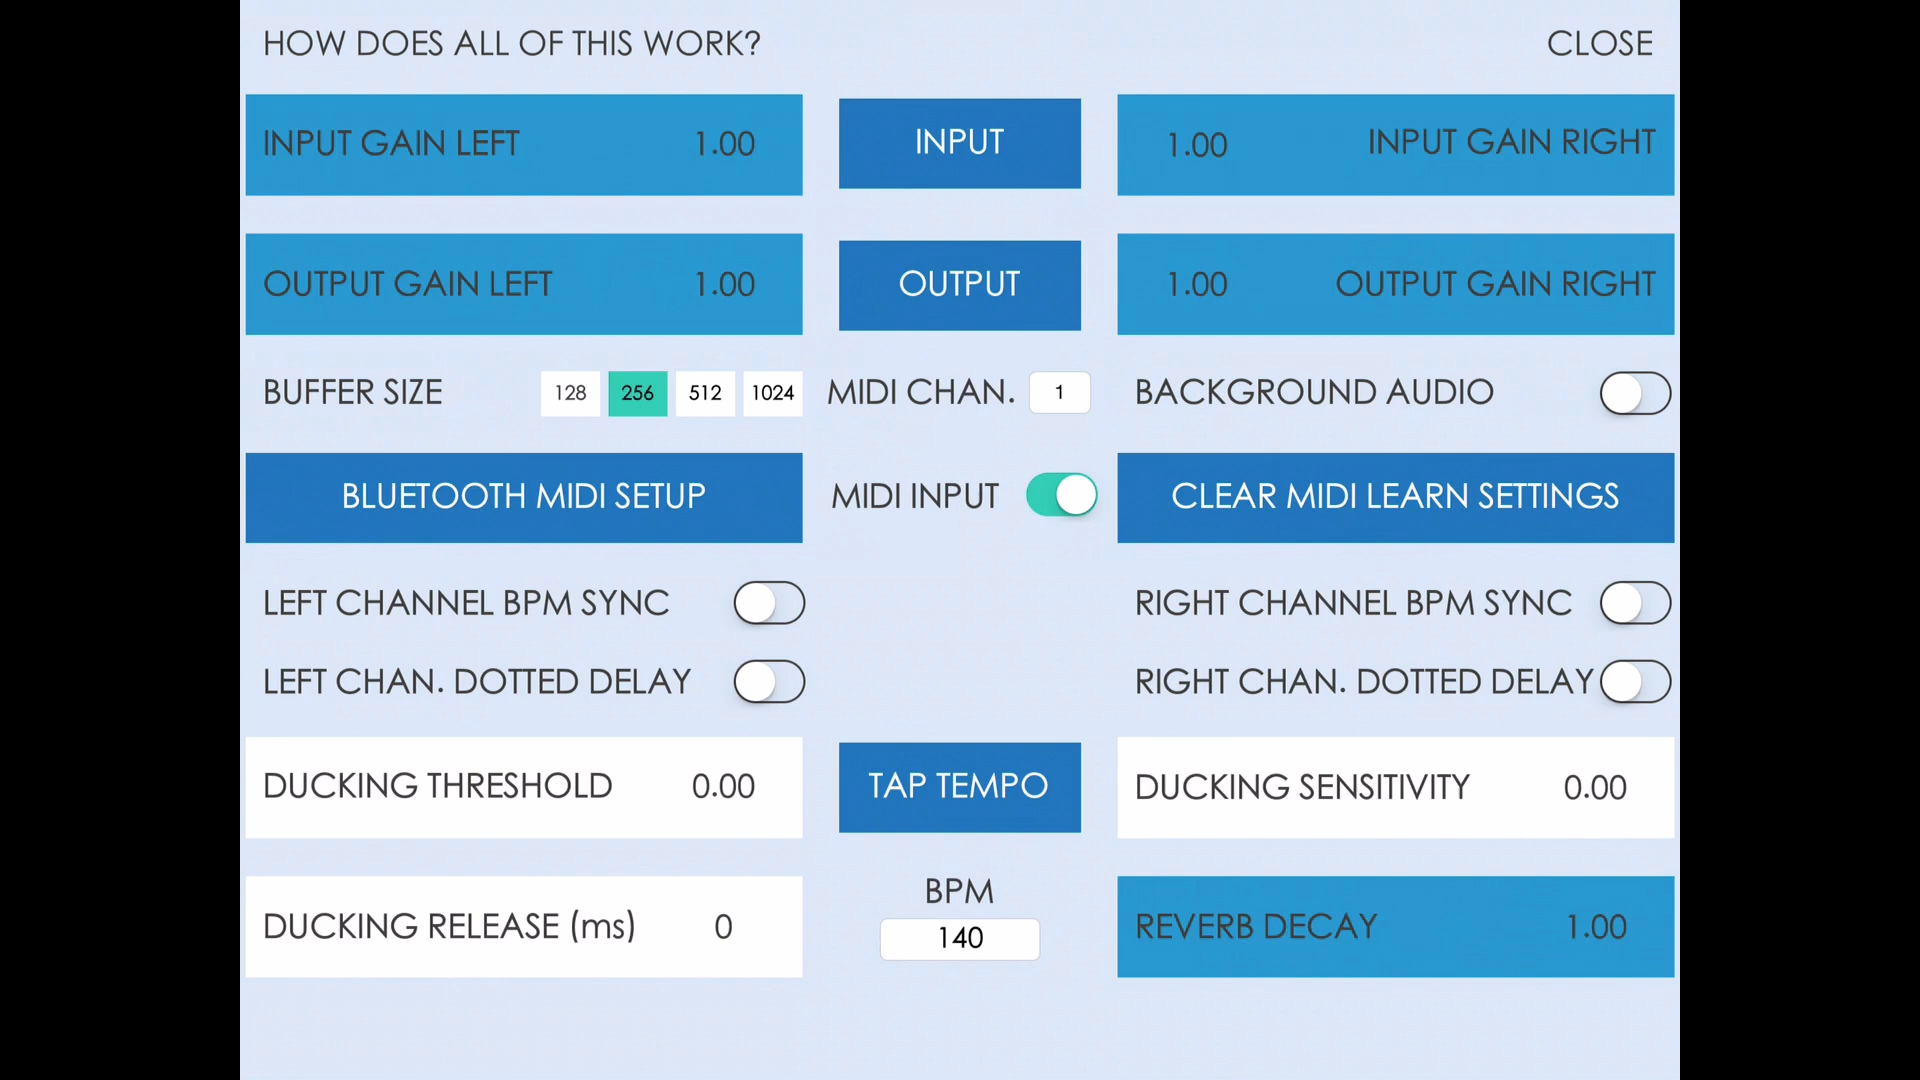 HOW DOES ALL OF THIS WORK? CLOSE
INPUT GAIN LEFT 1.00 INPUT 1.00 INPUT GAIN RIGHT
OUTPUT GAIN LEFT 1.00 OUTPUT 1.00 OUTPUT GAIN RIGHT
BUFFER SIZE 128 256 512 1024 MIDI CHAN. 1 BACKGROUND AUDIO
BLUETOOTH MIDI SETUP MIDI INPUT CLEAR MIDI LEARN SETTINGS
LEFT CHANNEL BPM SYNC RIGHT CHANNEL BPM SYNC
LEFT CHAN. DOTTED DELAY RIGHT CHAN. DOTTED DELAY
DUCKING THRESHOLD 0.00 TAP TEMPO DUCKING SENSITIVITY 0.00
BPM
DUCKING RELEASE (ms) 0 140 REVERB DECAY 1.00